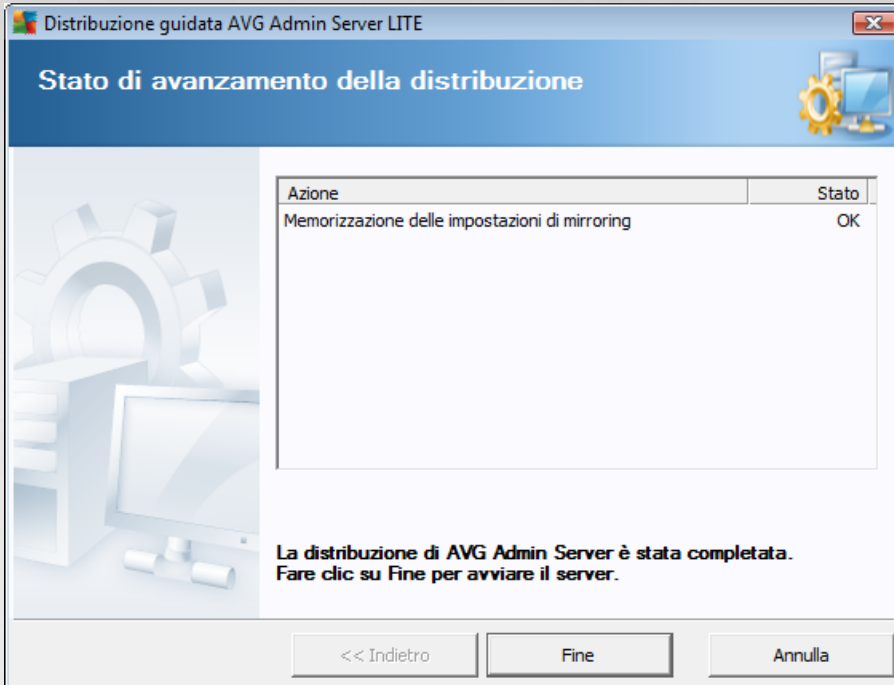 Distribuzione guidata AVG Admin Server LITE
Stato di avanzamento della distribuzione
Azione Stato
Memorizzazione delle impostazioni di mirroring OK
La distribuzione di AVG Admin Server è stata completata.
Fare clic su Fine per avviare il server.
<< Indietro Fine Annulla